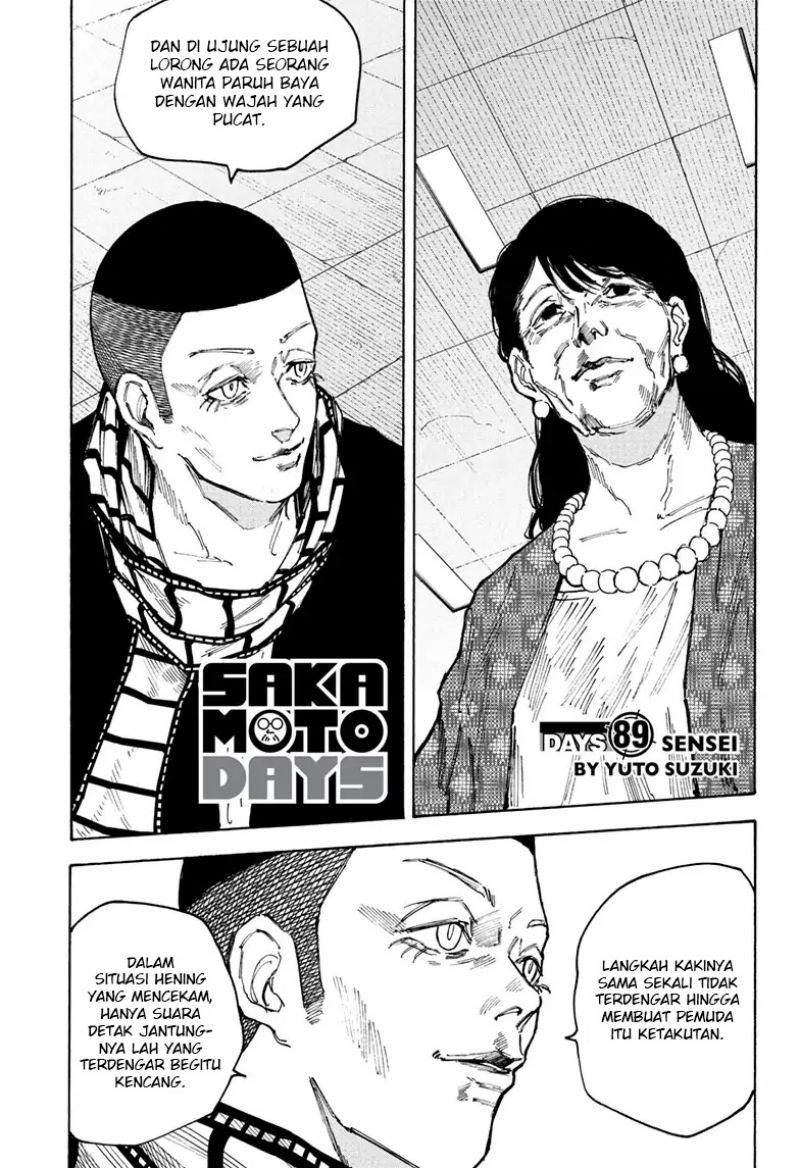 DAN DI UJUNG SEBUAH
LORONG ADA SEORANG
WANITA PARUH BAYA
DENGAN WAJAH YANG
PUCAT.
SAKA
MOTO
DAYS
DAYS 89 SENSEI
BY YUTO SUZUKI
LANGKAH KAKINYA
SAMA SEKALI TIDAK
TERDENGAR HINGGA
MEMBUAT PEMUDA
ITU KETAKUTAN.
DALAM
SITUASI HENING
YANG MENCEKAM,
HANYA SUARA
DETAK JANTUNG-
NYA LAH YANG
TERDENGAR BEGITU
KENCANG.